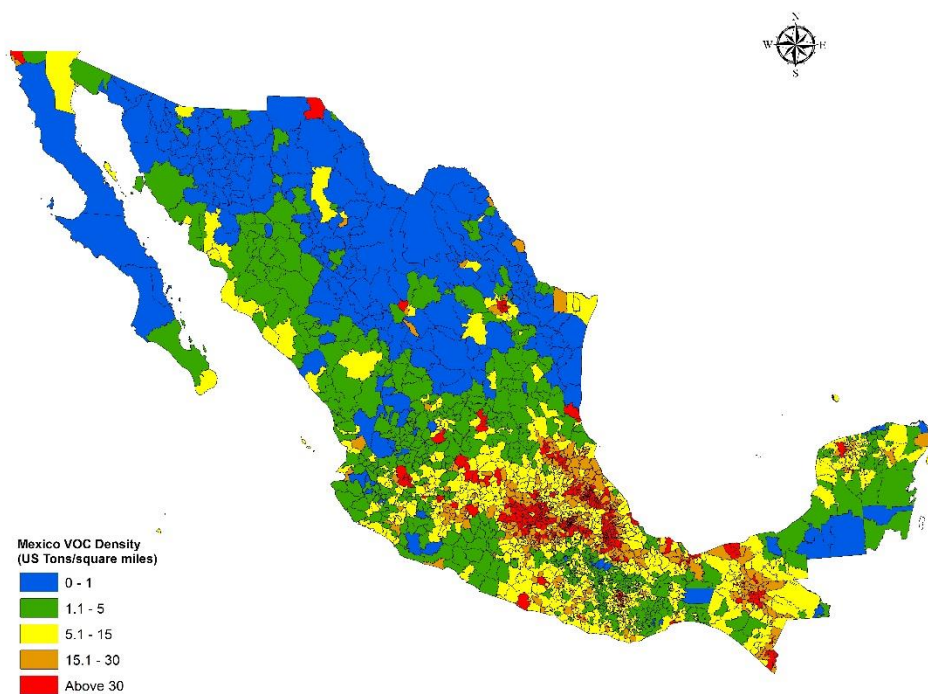 N
W E
S
Mexico VOC Density
(US Tons/square miles)
0 - 1
1.1 - 5
5.1 - 15
15.1 - 30
Above 30